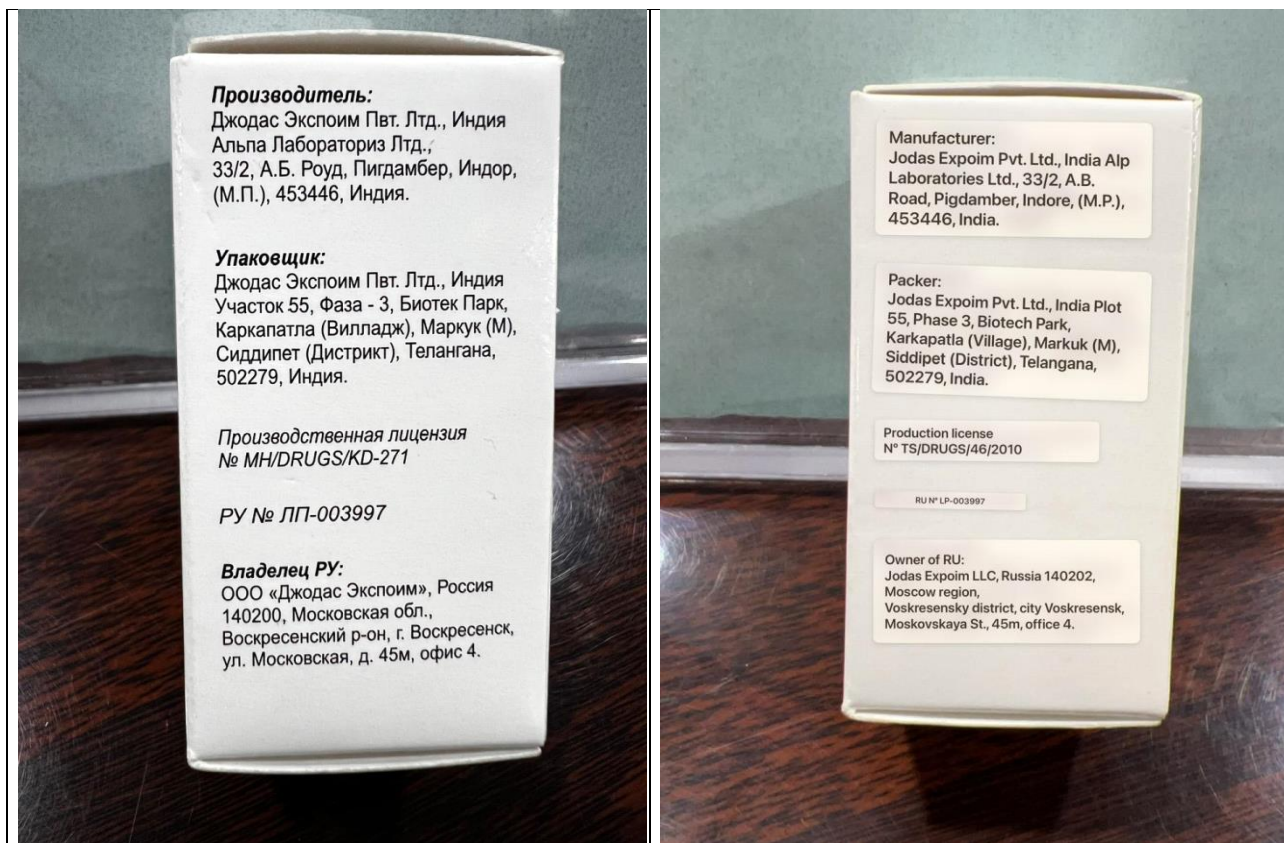 Производитель:
Джодас Экспоим Пвт. Лтд., Индия
Альпа Лабораториз Лтд.,
33/2, А.Б. Роуд, Пигдамбер, Индор,
(М.П.), 453446, Индия.
Упаковщик:
Джодас Экспоим Пвт. Лтд., Индия
Участок 55, Фаза - 3, Биотек Парк,
Каркапатла (Вилладж), Маркук (М),
Сиддипет (Дистрикт), Телангана,
502279, Индия.
Производственная лицензия
№ MH/DRUGS/KD-271
РУ № ЛП-003997
Владелец РУ:
ООО «Джодас Экспоим», Россия
140200, Московская обл.,
Воскресенский р-он, г. Воскресенск,
ул. Московская, д. 45м, офис 4.
Manufacturer:
Jodas Expoim Pvt. Ltd., India Alp
Laboratories Ltd., 33/2, A.B.
Road, Pigdamber, Indore, (M.P.),
453446, India.
Packer:
Jodas Expoim Pvt. Ltd., India Plot
55, Phase 3, Biotech Park,
Karkapatla (Village), Markuk (M),
Siddipet (District), Telangana,
502279, India.
Production license
N° TS/DRUGS/46/2010
RU N° LP-003997
Owner of RU:
Jodas Expoim LLC, Russia 140202,
Moscow region,
Voskresensky district, city Voskresensk,
Moskovskaya St., 45m, office 4.